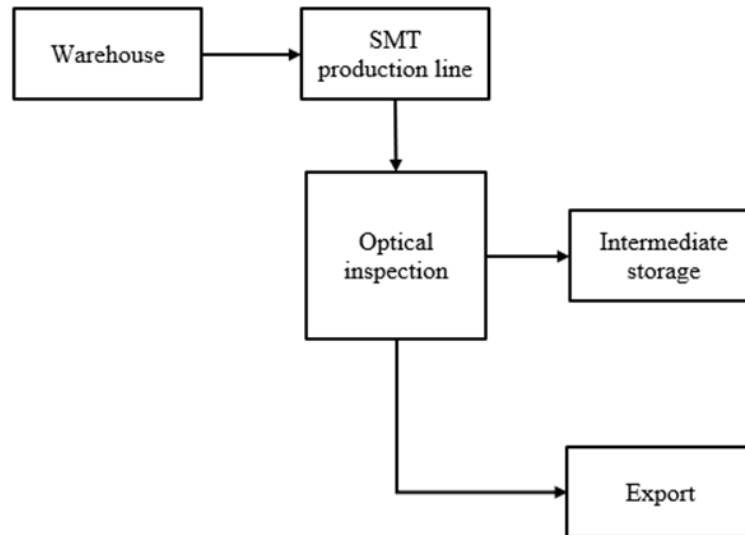 Warehouse
SMT
production line
Optical
inspection
Intermediate
storage
Export